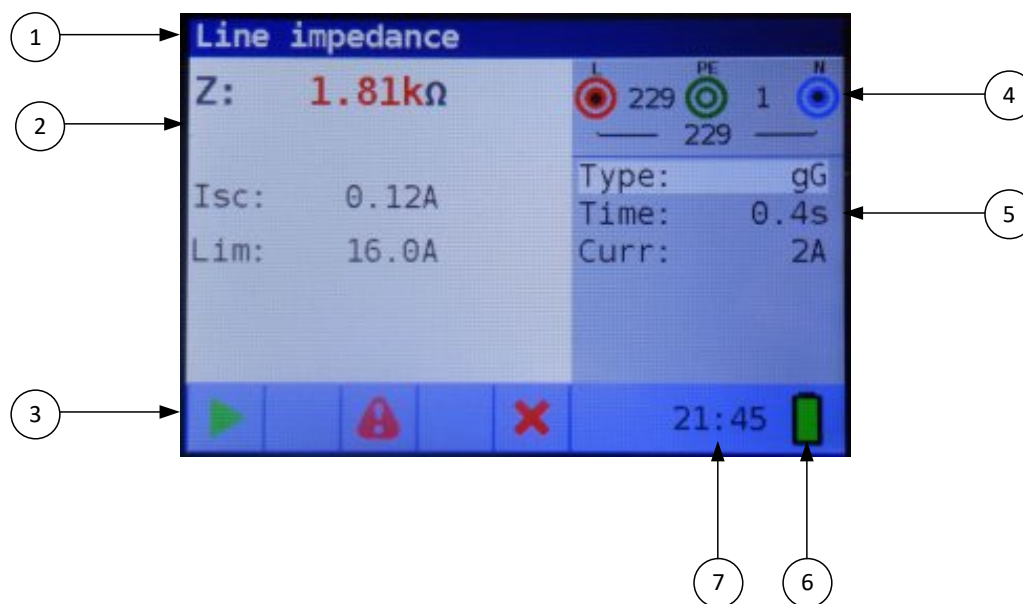 Line impedance
Z: 1.81kΩ
Isc: 0.12A
Lim: 16.0A
L PE N
229 1
229
Type: gG
Time: 0.4s
Curr: 2A
21:45
1
2
3
4
5
6
7